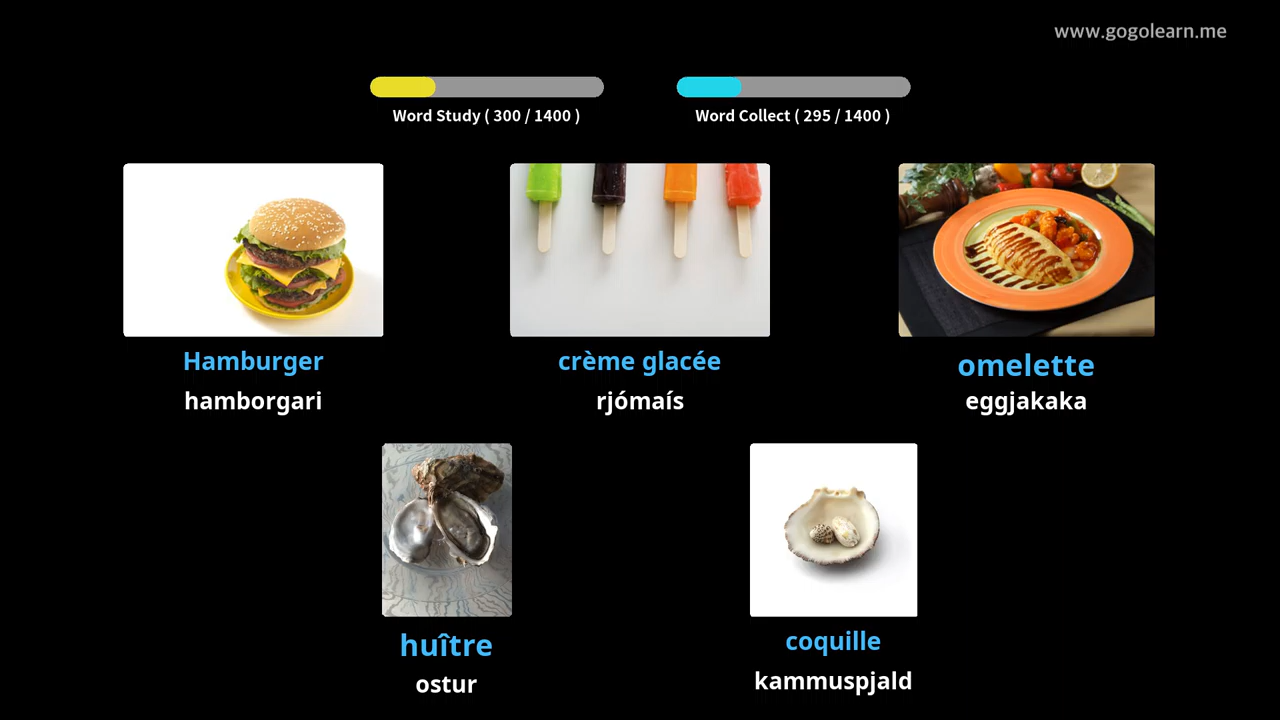 www.gogolearn.me
Word Study ( 300 / 1400 )
Word Collect ( 295 / 1400 )
Hamburger
hamborgari
crème glacée
rjómaís
omelette
eggjakaka
huître
ostur
coquille
kammuspjald